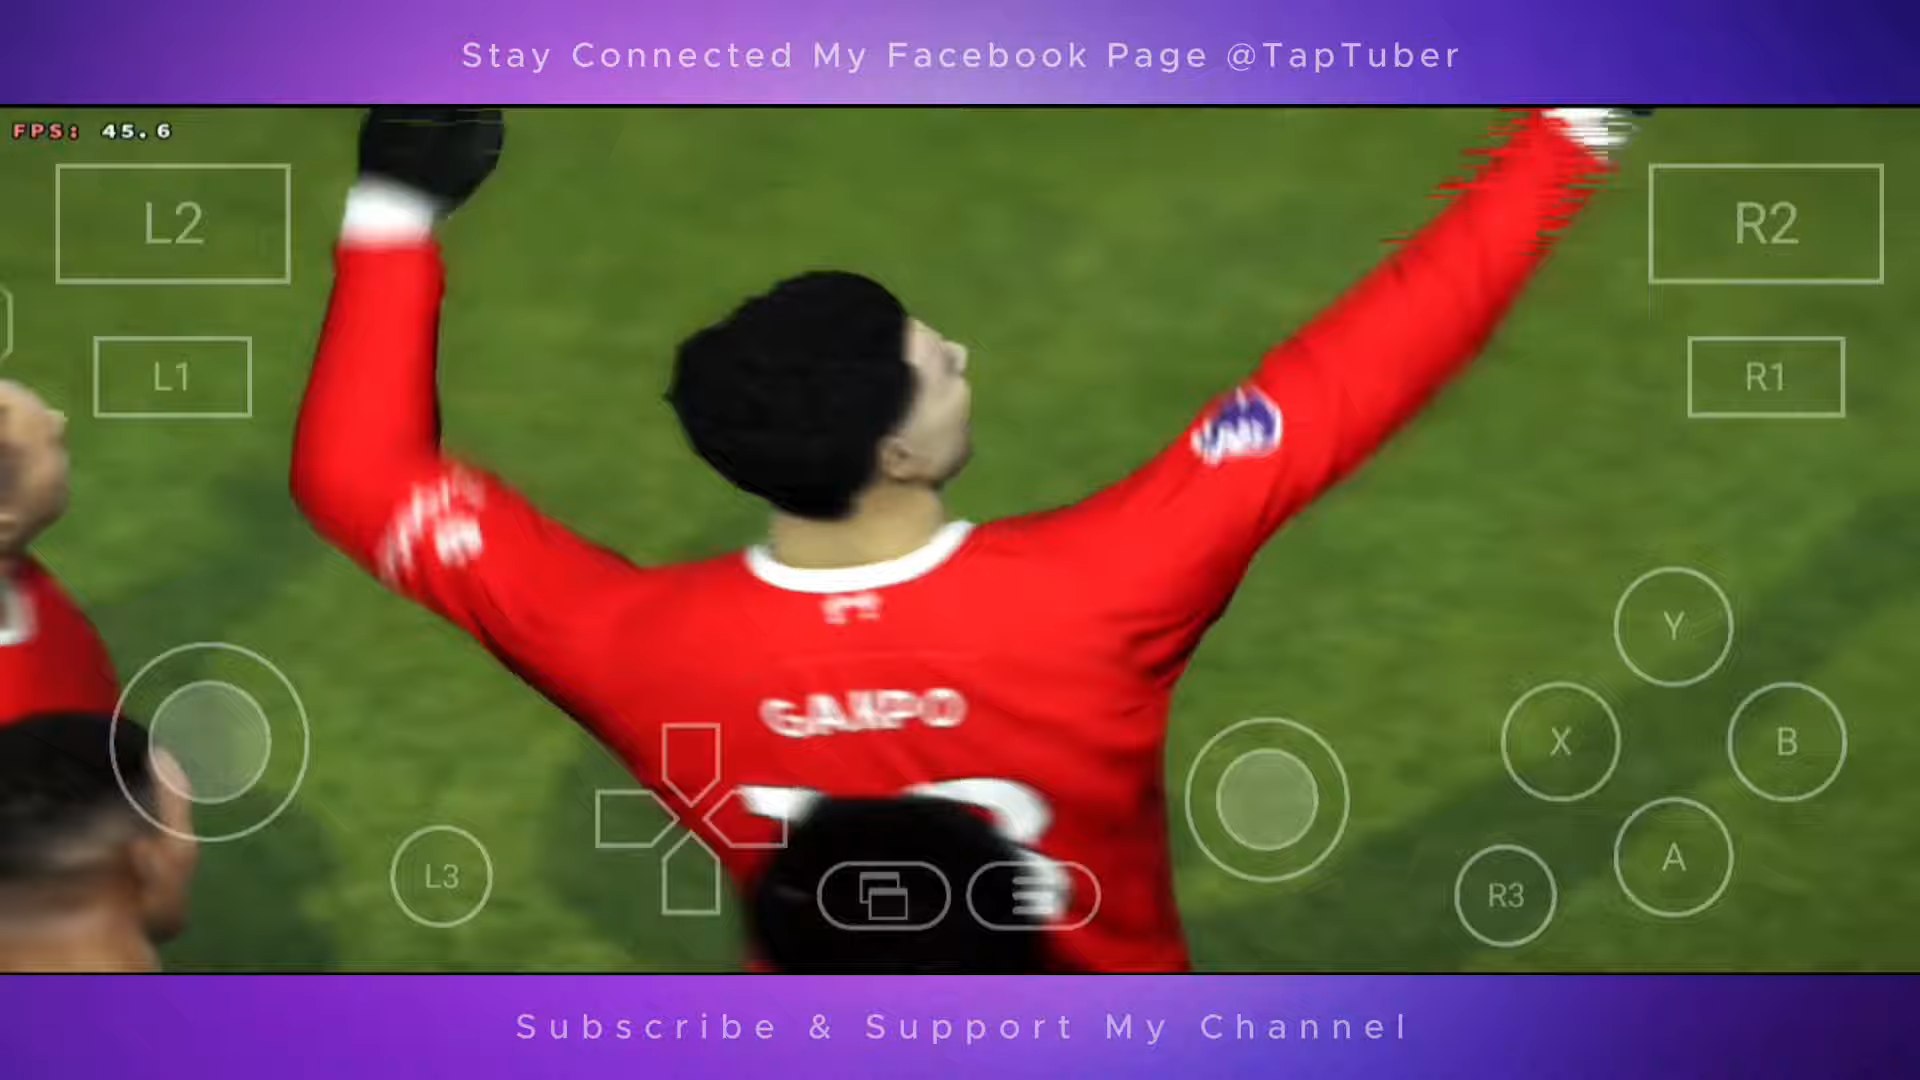 Stay Connected My Facebook Page @TapTuber
FPS: 45.6
L2
R2
L1
R1
GAKPO
Y
X
B
L3
A
R3
Subscribe & Support My Channel